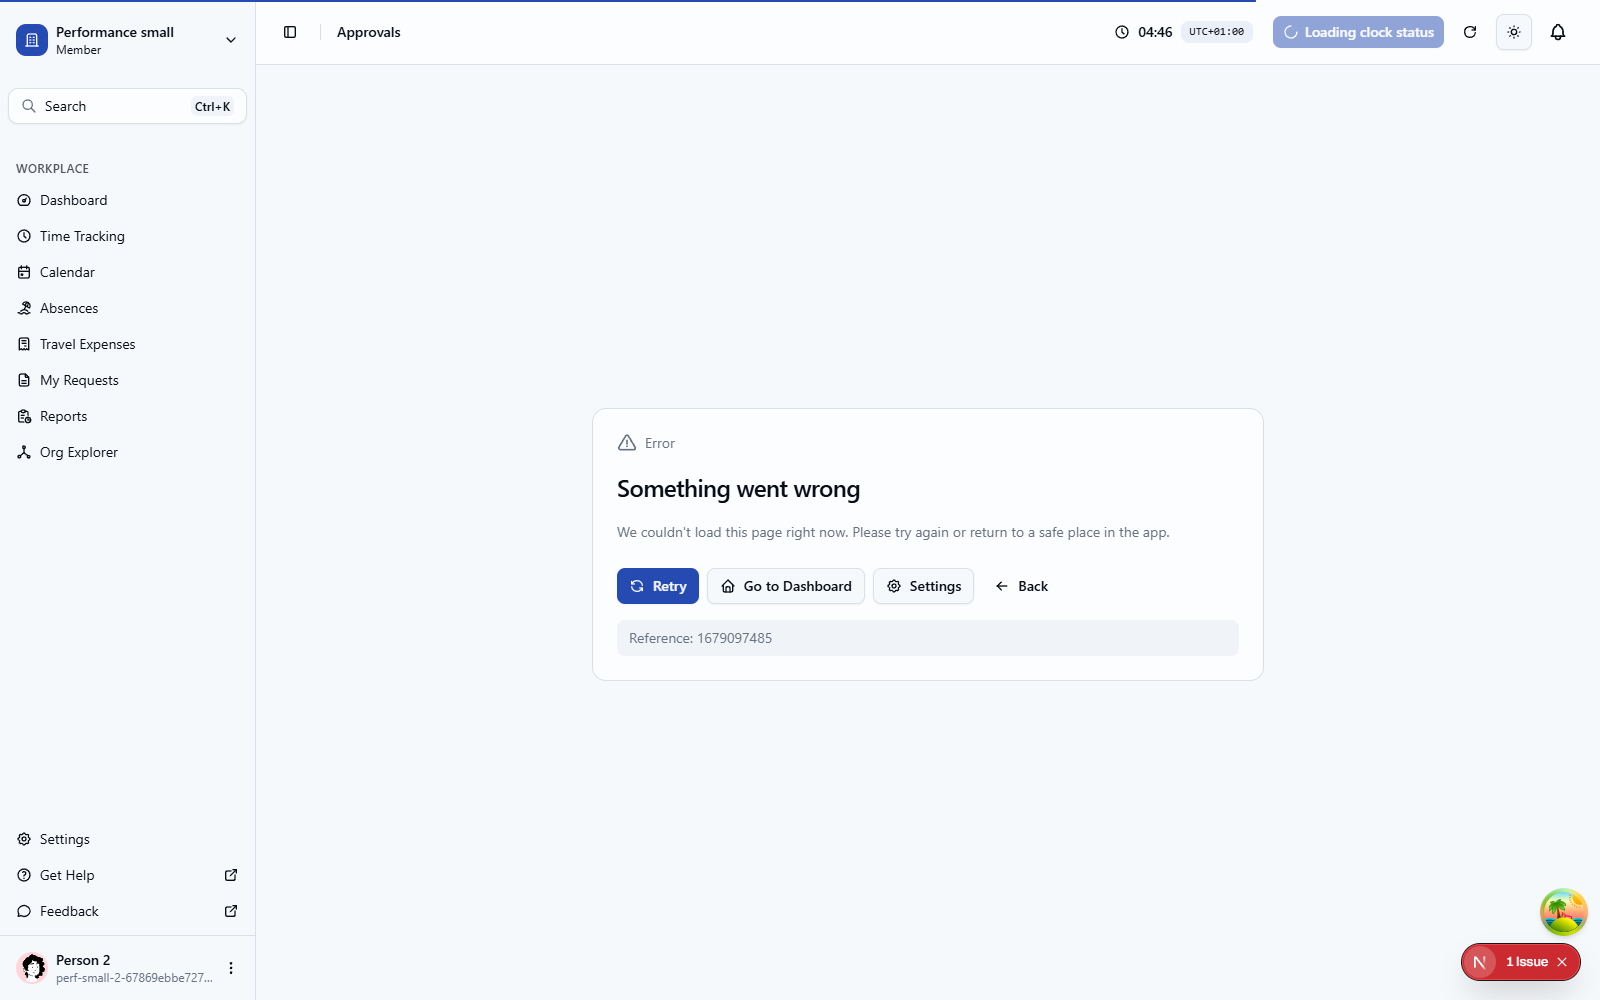 Performance small
Member
Search
Ctrl+K
WORKPLACE
Dashboard
Time Tracking
Calendar
Absences
Travel Expenses
My Requests
Reports
Org Explorer
Settings
Get Help
Feedback
Person 2
perf-small-2-67869ebbe727...
Approvals
04:46
UTC+01:00
Loading clock status
Error
Something went wrong
We couldn't load this page right now. Please try again or return to a safe place in the app.
Retry
Go to Dashboard
Settings
Back
Reference: 1679097485
N
1 Issue